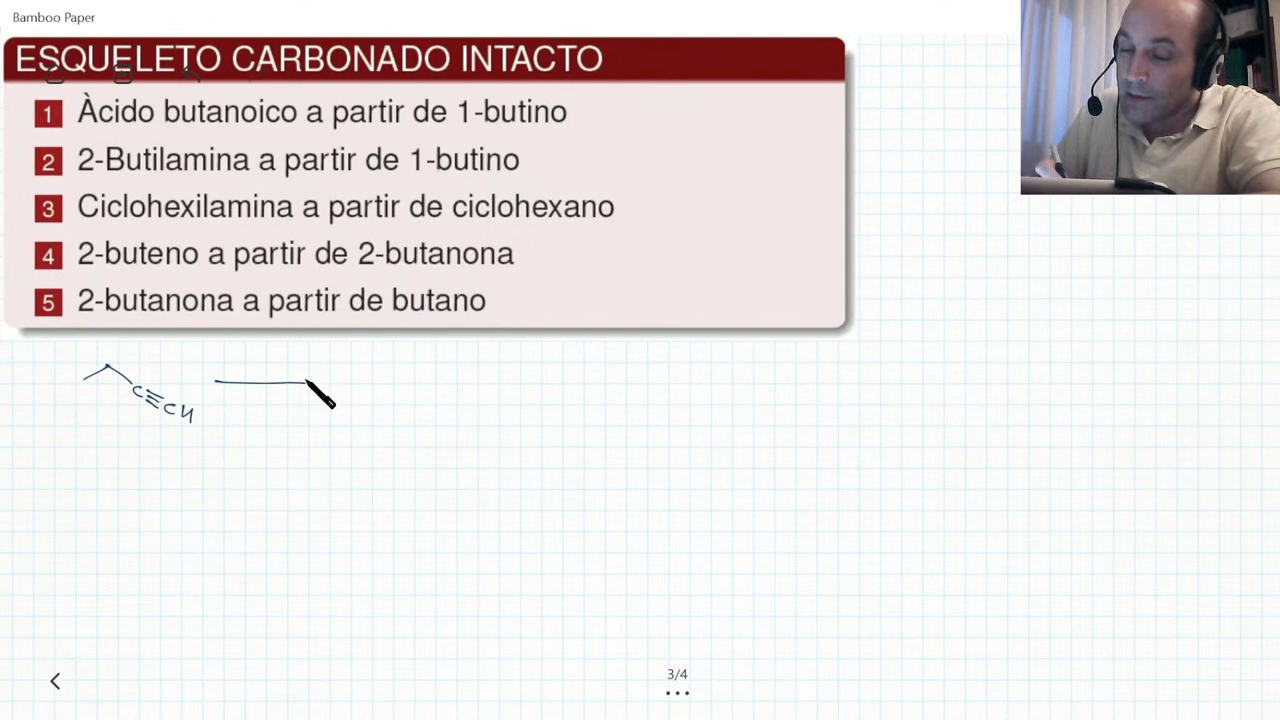 Bamboo Paper
ESQUELETO CARBONADO INTACTO
1 Àcido butanoico a partir de 1-butino
2 2-Butilamina a partir de 1-butino
3 Ciclohexilamina a partir de ciclohexano
4 2-buteno a partir de 2-butanona
5 2-butanona a partir de butano
C≡CH
3/4